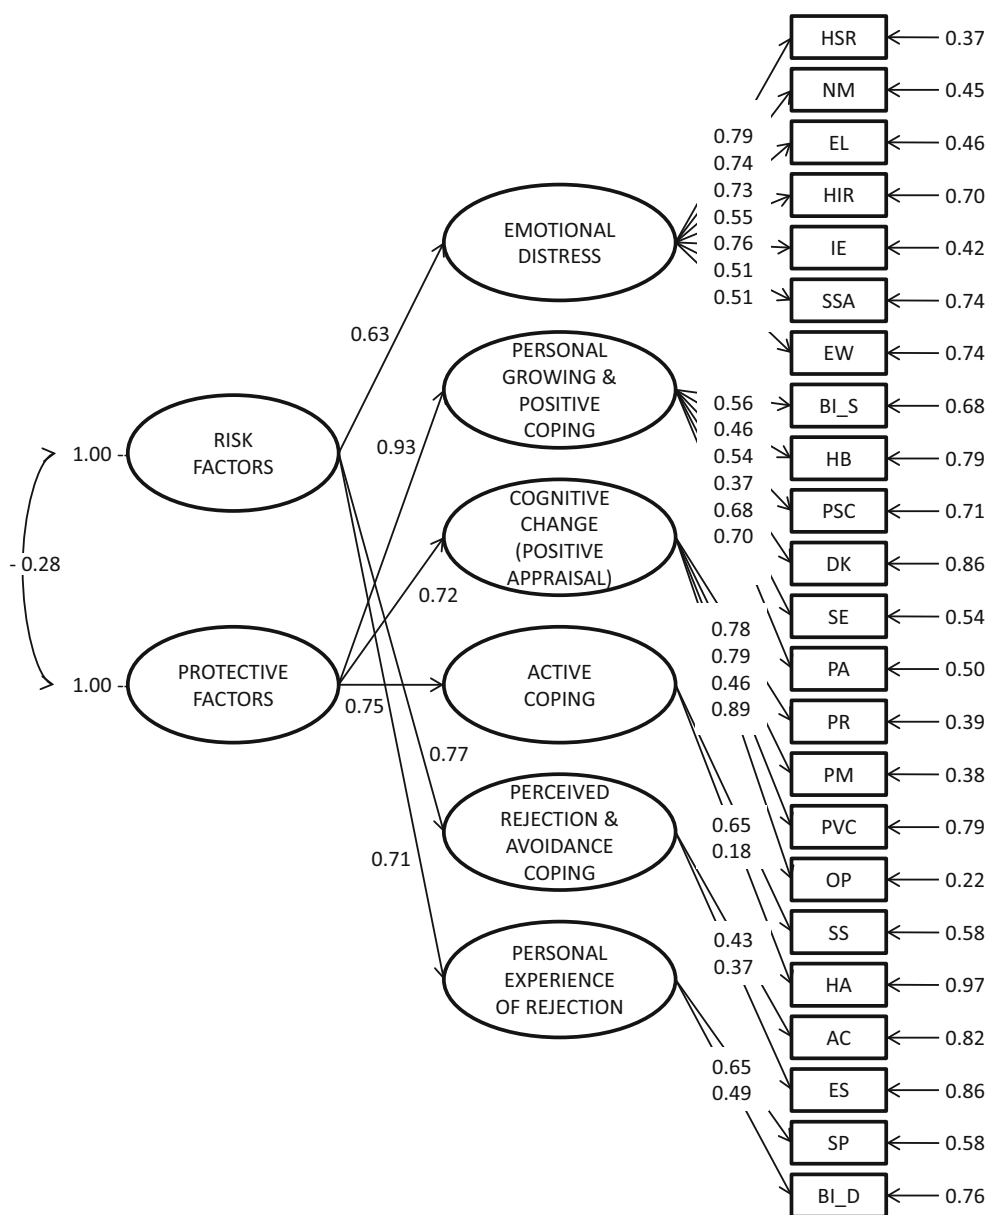 HSR
0.37
NM
0.45
0.79
EL
0.46
0.74
0.73
HIR
0.70
0.55
EMOTIONAL
DISTRESS
0.76
IE
0.42
0.51
0.51
SSA
0.74
0.63
EW
0.74
PERSONAL
GROWING &
POSITIVE
COPING
0.56
BI_S
0.68
0.46
0.93
RISK
FACTORS
1.00
0.54
HB
0.79
0.37
0.68
PSC
0.71
0.70
COGNITIVE
CHANGE
(POSITIVE
APPRAISAL)
- 0.28
DK
0.86
0.72
SE
0.54
0.78
0.79
PA
0.50
0.46
0.89
PROTECTIVE
FACTORS
1.00
0.75
ACTIVE
COPING
PR
0.39
0.77
PM
0.38
PERCEIVED
REJECTION &
AVOIDANCE
COPING
0.65
PVC
0.79
0.18
0.71
OP
0.22
0.43
SS
0.58
0.37
PERSONAL
EXPERIENCE
OF REJECTION
HA
0.97
AC
0.82
0.65
0.49
ES
0.86
SP
0.58
BI_D
0.76